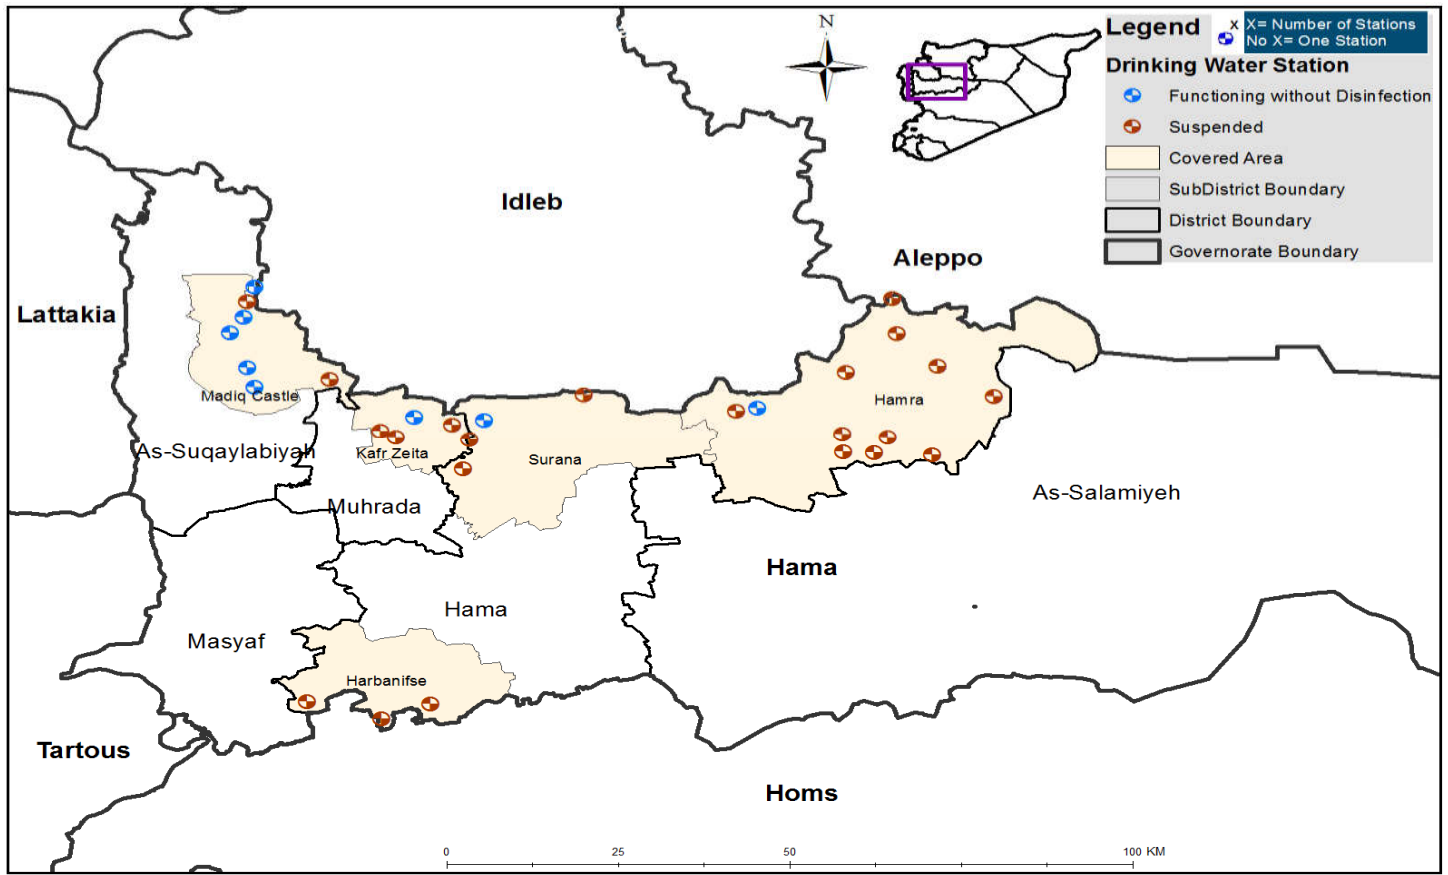 N
Legend
x X= Number of Stations
No X= One Station
Drinking Water Station
Functioning without Disinfection
Suspended
Covered Area
SubDistrict Boundary
District Boundary
Governorate Boundary
Idleb
Aleppo
Lattakia
Madiq Castle
Hamra
As-Suqaylabiyah
Kafr Zeita
Surana
As-Salamiyeh
Muhrada
Hama
Hama
Masyaf
Harbanifse
Tartous
Homs
0 25 50 100 KM